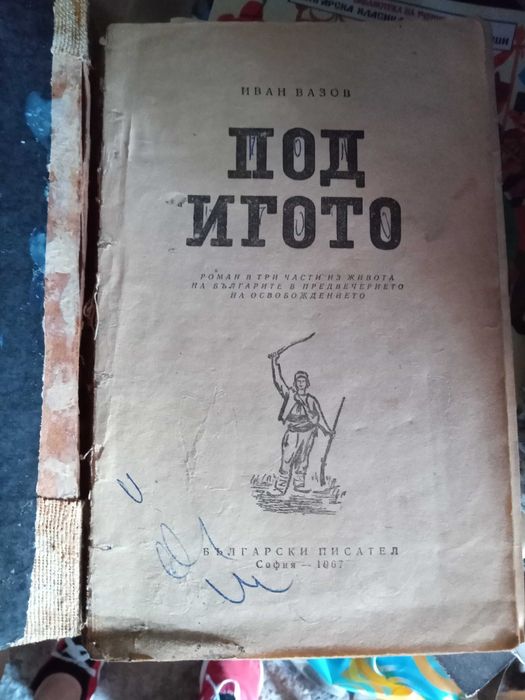 ИВАН ВАЗОВ
ПОД
ИГОТО
РОМАН В ТРИ ЧАСТИ ИЗ ЖИВОТА
НА БЪЛГАРИТЕ В ПРЕДВЕЧЕРИЕТО
НА ОСВОБОЖДЕНИЕТО
БЪЛГАРСКИ ПИСАТЕЛ
София — 1967